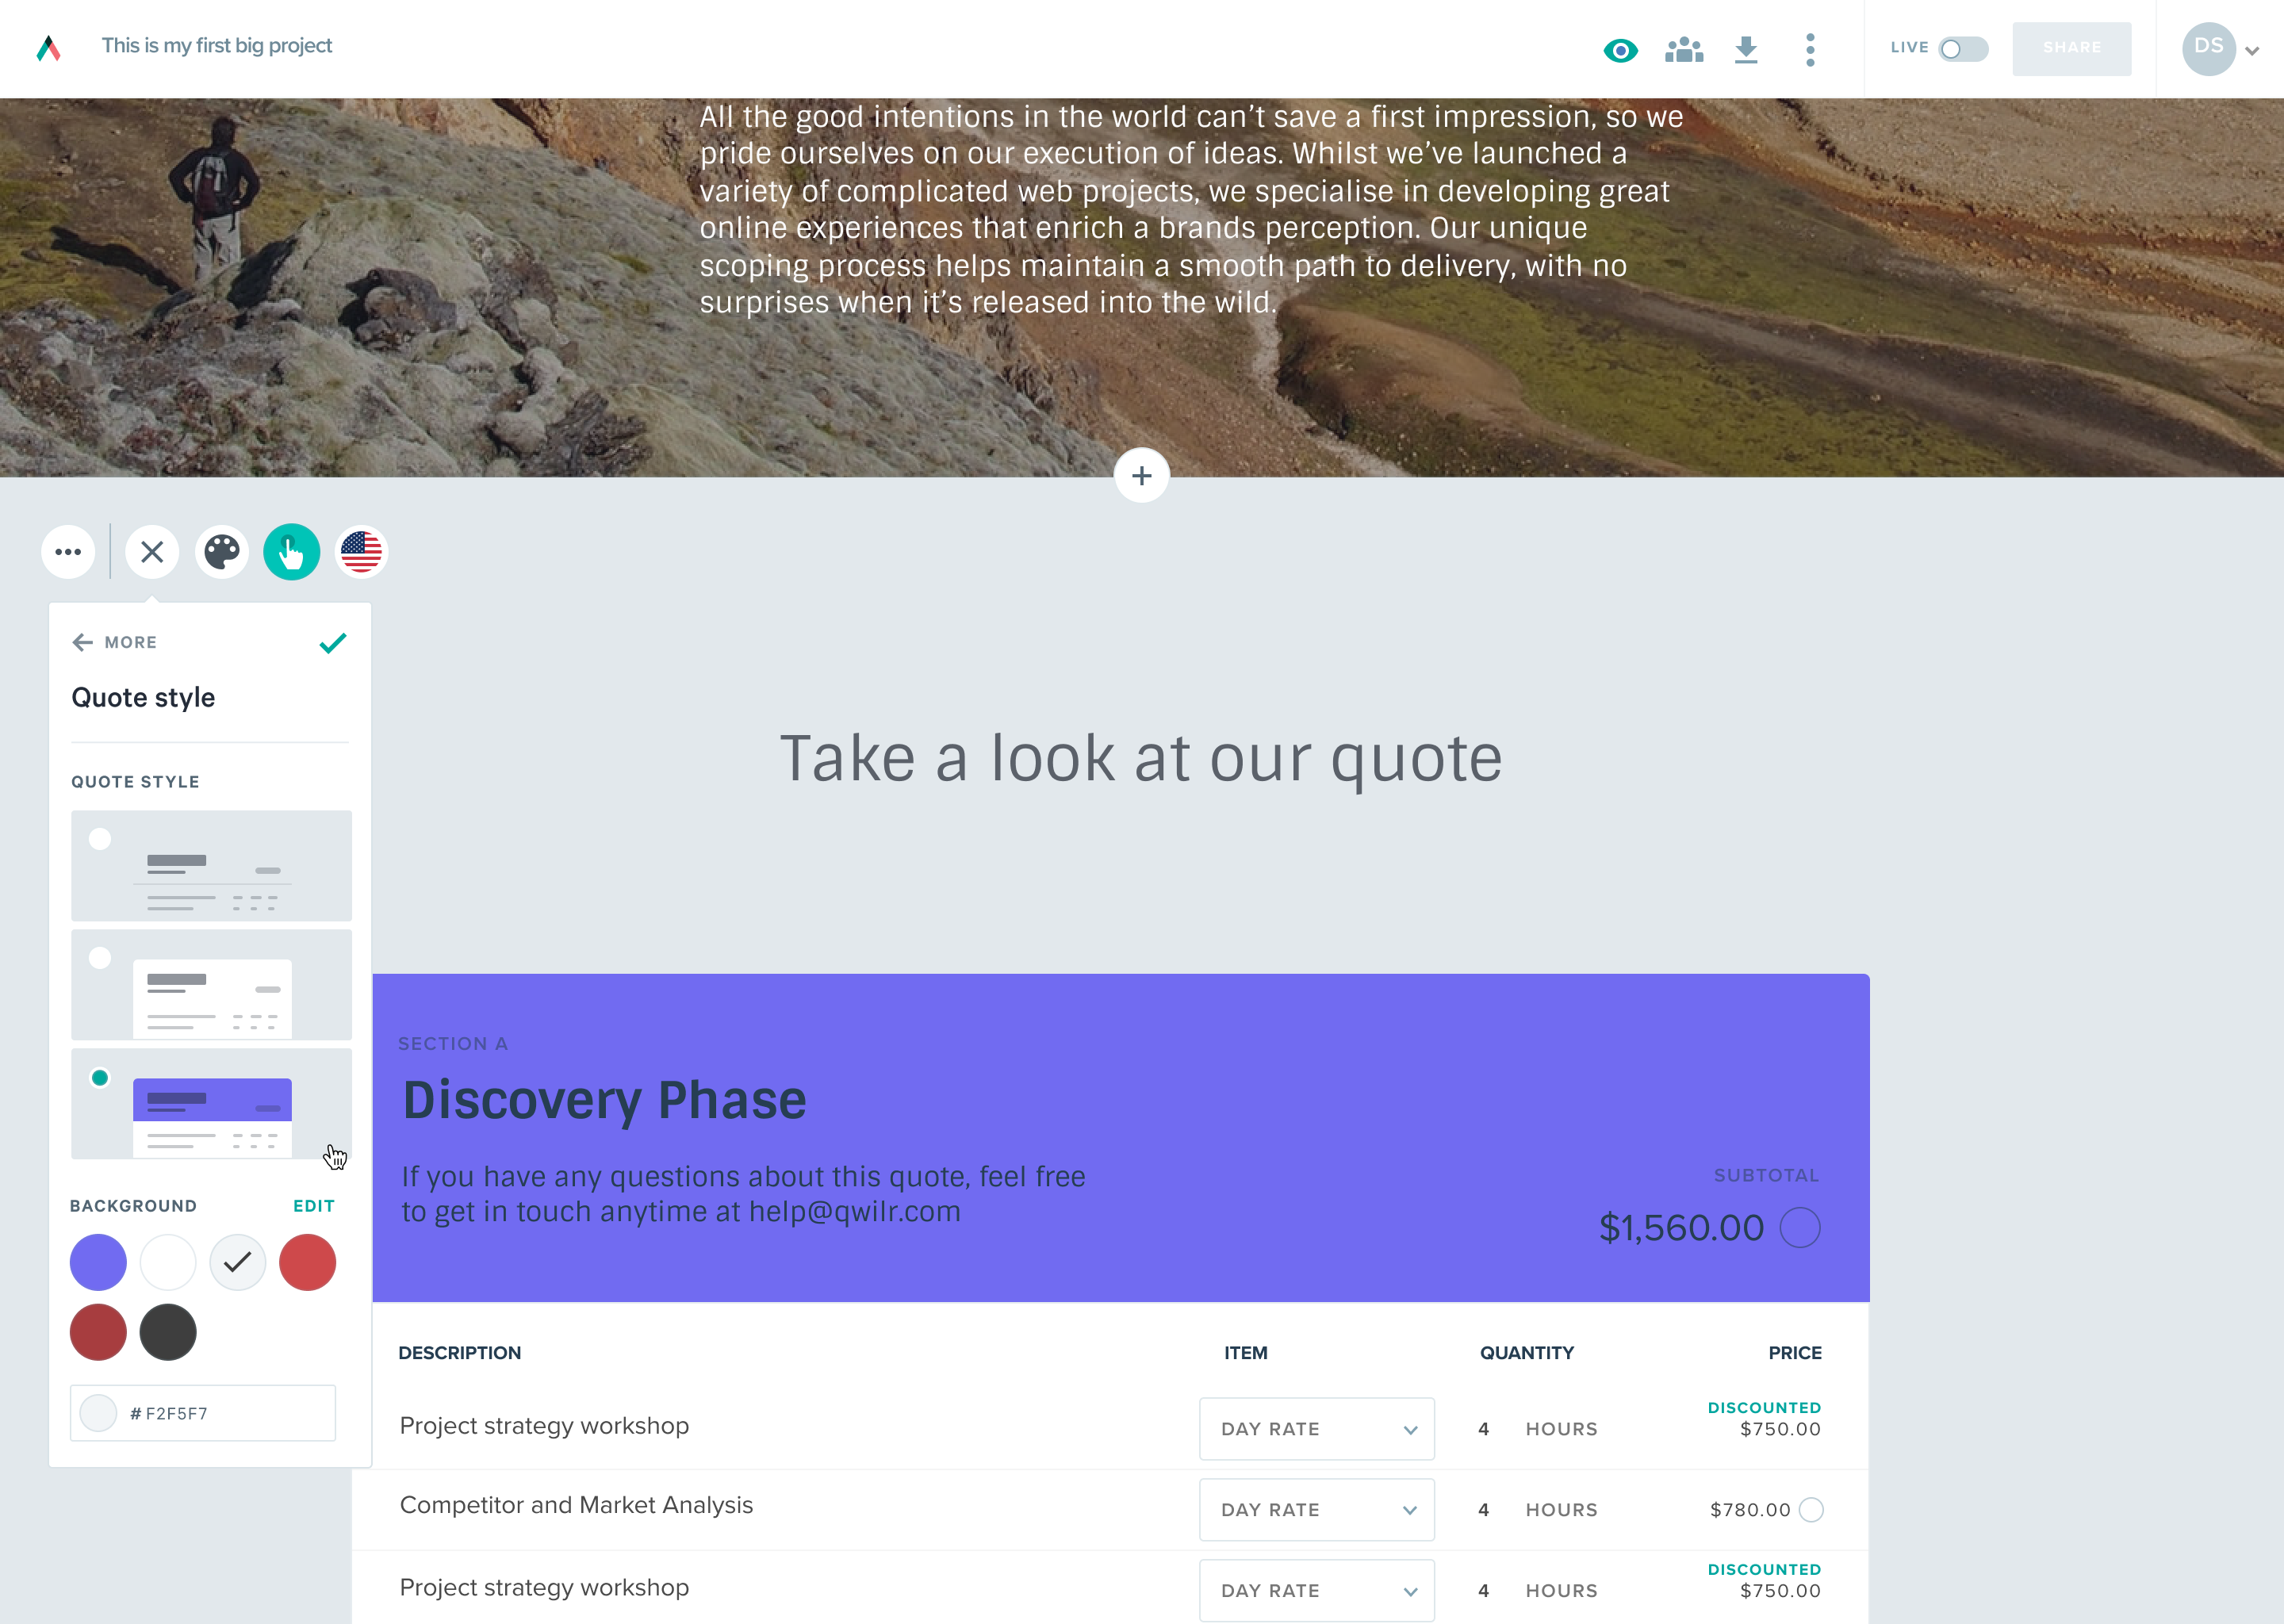 This is my first big project
LIVE
SHARE
DS
All the good intentions in the world can’t save a first impression, so we
pride ourselves on our execution of ideas. Whilst we’ve launched a
variety of complicated web projects, we specialise in developing great
online experiences that enrich a brands perception. Our unique
scoping process helps maintain a smooth path to delivery, with no
surprises when it’s released into the wild.
MORE
Quote style
QUOTE STYLE
BACKGROUND EDIT
# F2F5F7
Take a look at our quote
SECTION A
Discovery Phase
If you have any questions about this quote, feel free
to get in touch anytime at help@qwilr.com
SUBTOTAL
$1,560.00
DESCRIPTION ITEM QUANTITY PRICE
Project strategy workshop DAY RATE 4 HOURS DISCOUNTED
$750.00
Competitor and Market Analysis DAY RATE 4 HOURS $780.00
Project strategy workshop DAY RATE 4 HOURS DISCOUNTED
$750.00